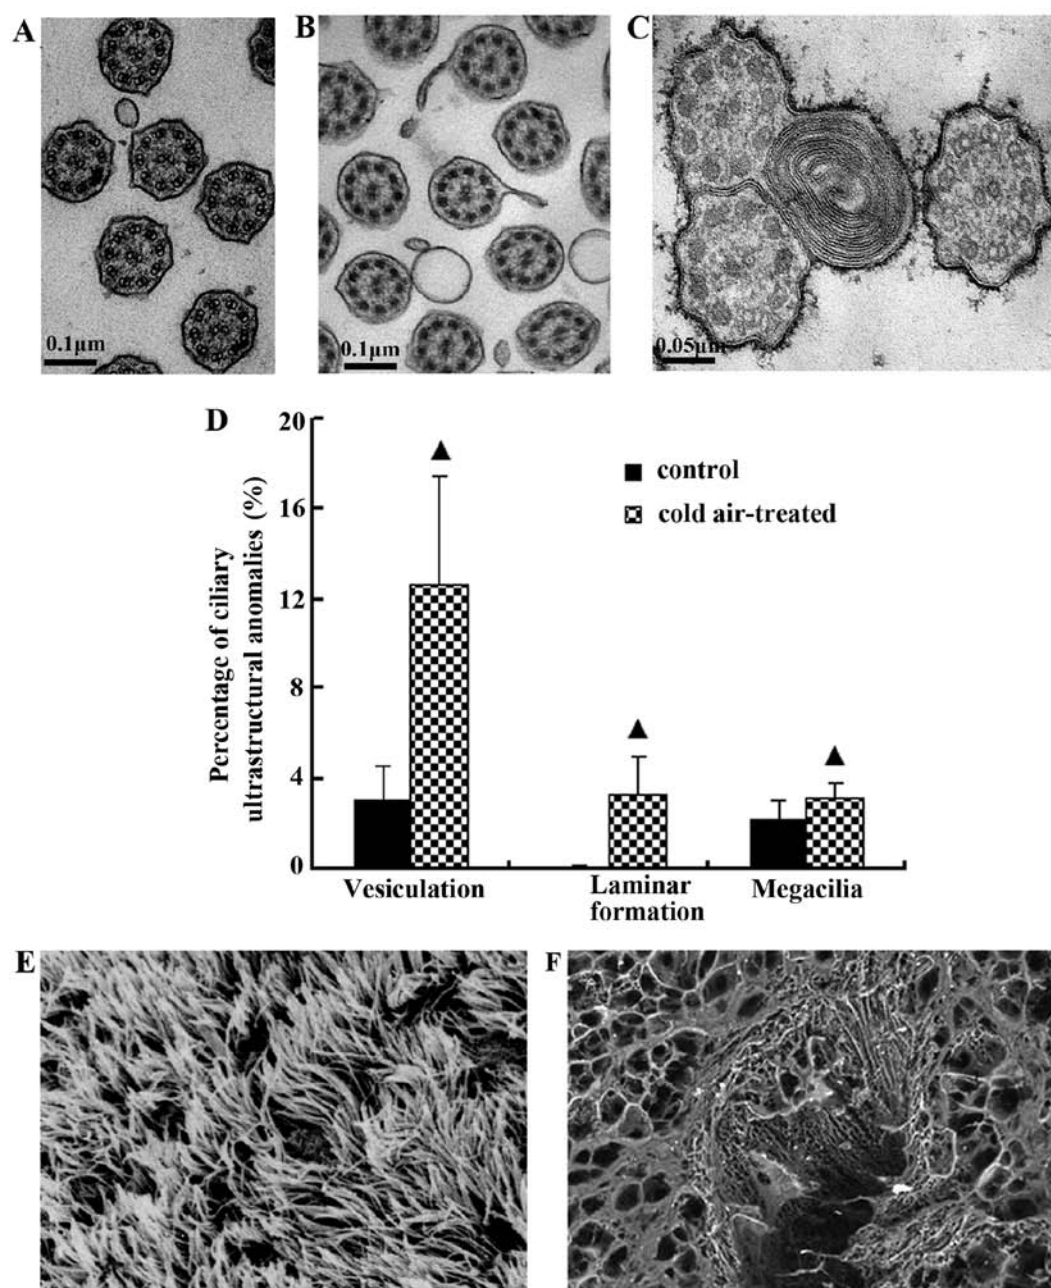 A
B
C
0.1μm
0.1μm
0.05μm
D
20
16
12
8
4
0
Percentage of ciliary
ultrastructural anomalies (%)
▲
▲
▲
control
cold air-treated
Vesiculation
Laminar
formation
Megacilia
E
F